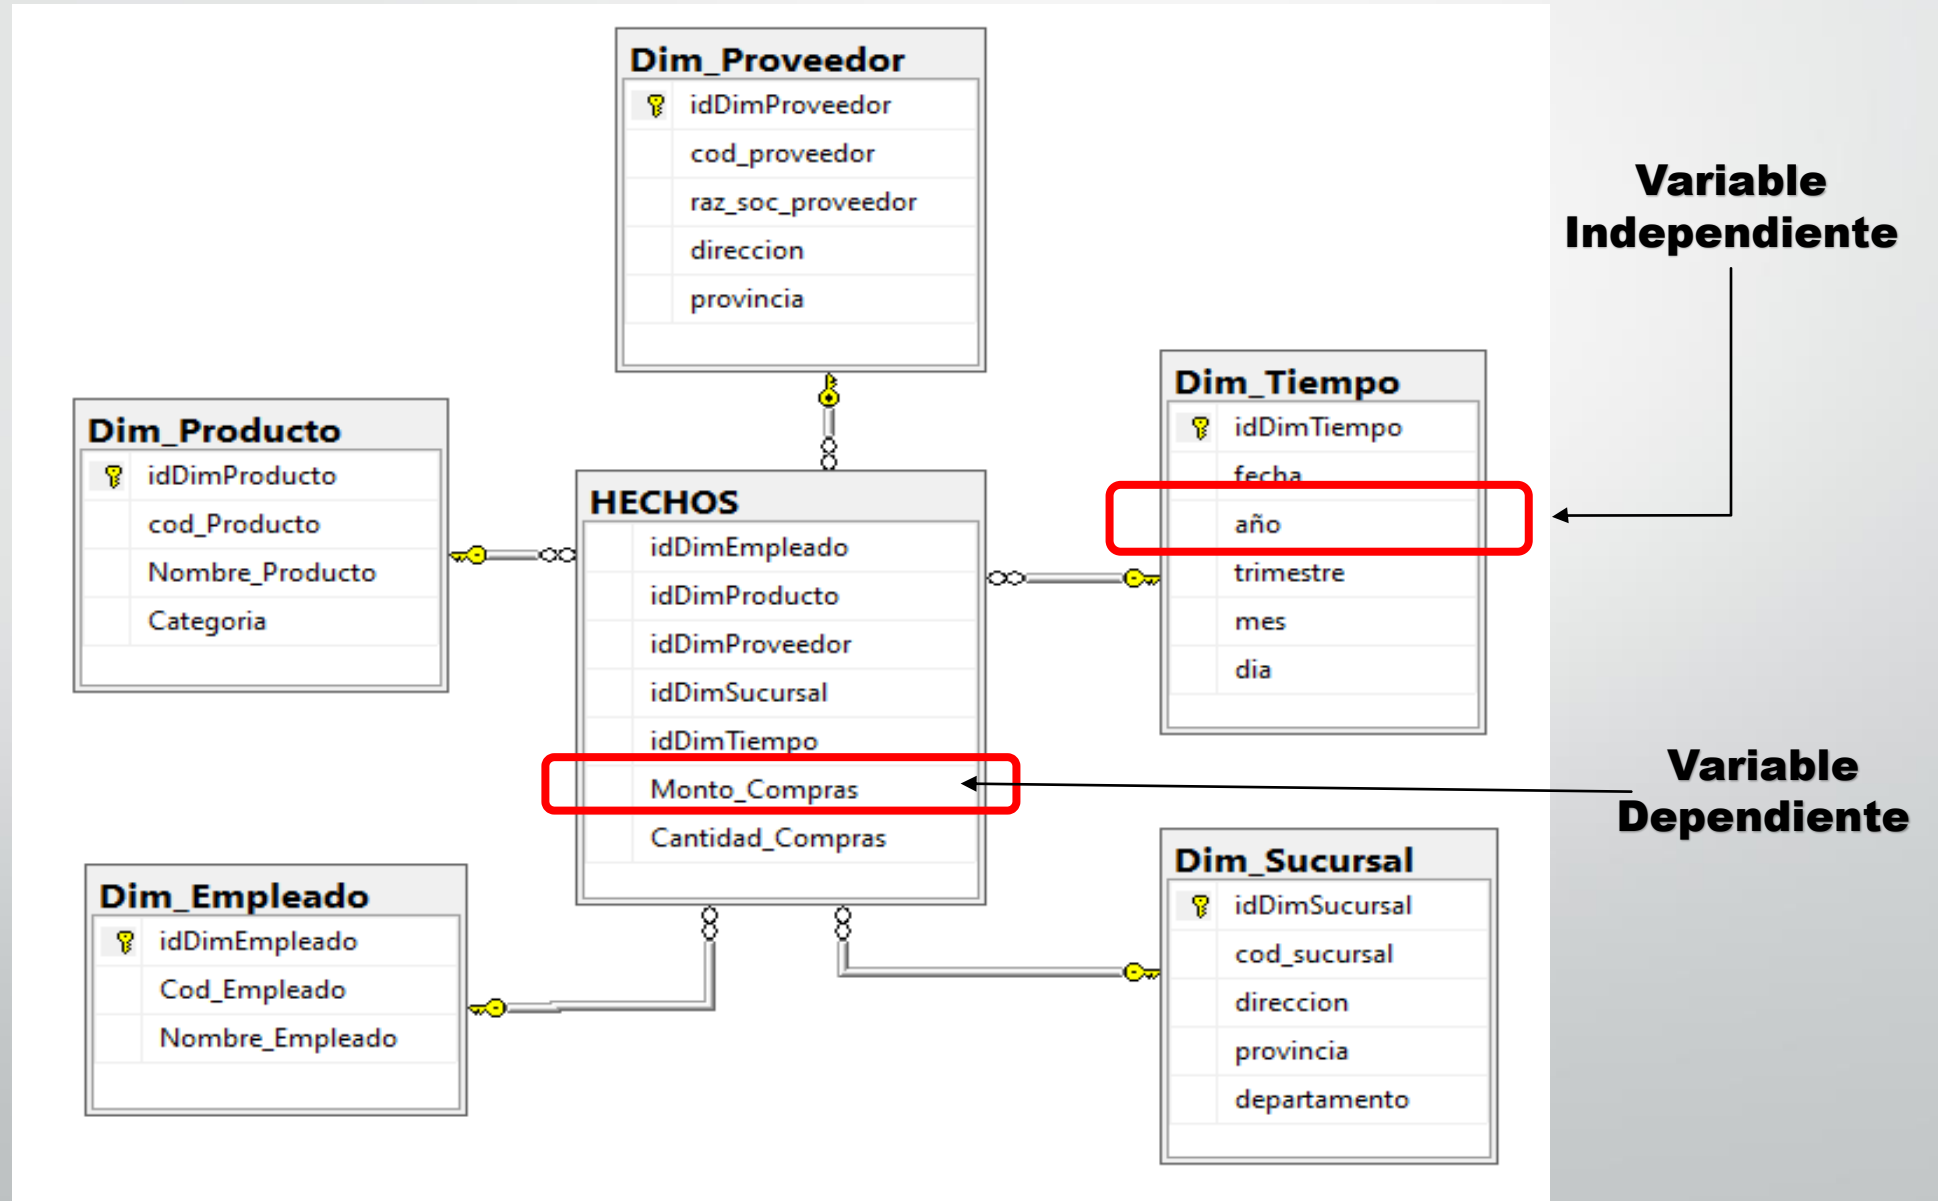 Dim_Proveedor
idDimProveedor
cod_proveedor
raz_soc_proveedor
direccion
provincia
Variable
Independiente
Dim_Producto
idDimProducto
cod_Producto
Nombre_Producto
Categoria
HECHOS
idDimEmpleado
idDimProducto
idDimProveedor
idDimSucursal
idDimTiempo
Monto_Compras
Cantidad_Compras
Dim_Tiempo
idDimTiempo
fecha
año
trimestre
mes
dia
Variable
Dependiente
Dim_Empleado
idDimEmpleado
Cod_Empleado
Nombre_Empleado
Dim_Sucursal
idDimSucursal
cod_sucursal
direccion
provincia
departamento